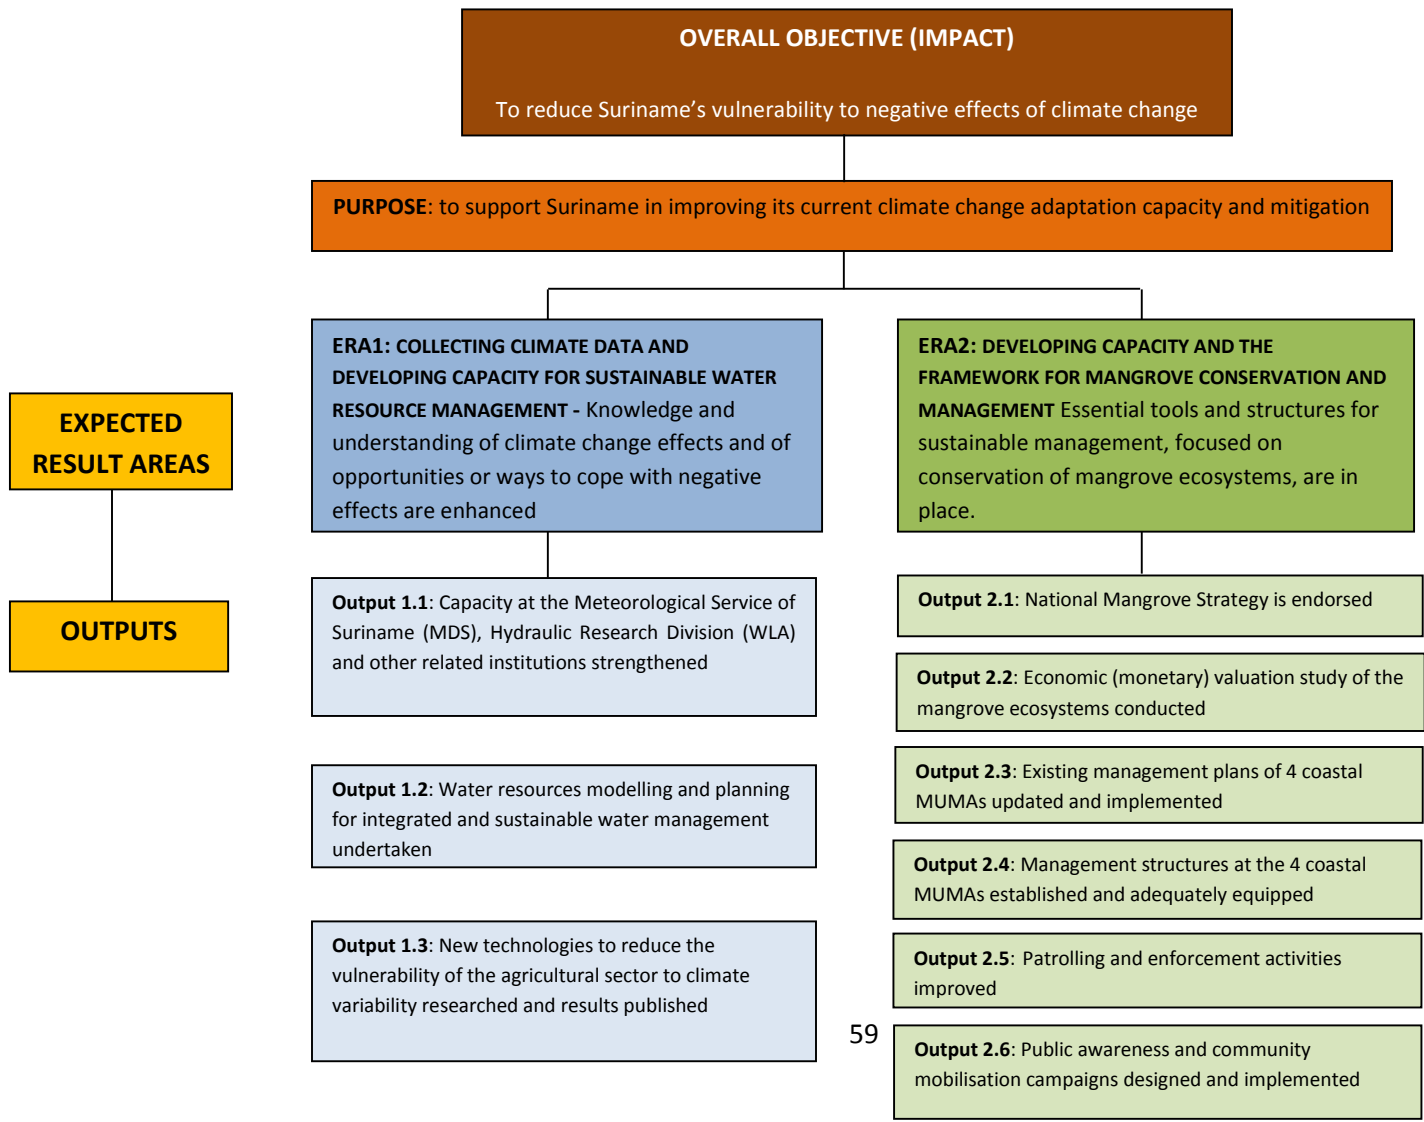 OVERALL OBJECTIVE (IMPACT)
To reduce Suriname’s vulnerability to negative effects of climate change
PURPOSE: to support Suriname in improving its current climate change adaptation capacity and mitigation
EXPECTED
RESULT AREAS
OUTPUTS
ERA1: COLLECTING CLIMATE DATA AND
DEVELOPING CAPACITY FOR SUSTAINABLE WATER
RESOURCE MANAGEMENT - Knowledge and
understanding of climate change effects and of
opportunities or ways to cope with negative
effects are enhanced
Output 1.1: Capacity at the Meteorological Service of
Suriname (MDS), Hydraulic Research Division (WLA)
and other related institutions strengthened
Output 1.2: Water resources modelling and planning
for integrated and sustainable water management
undertaken
Output 1.3: New technologies to reduce the
vulnerability of the agricultural sector to climate
variability researched and results published
ERA2: DEVELOPING CAPACITY AND THE
FRAMEWORK FOR MANGROVE CONSERVATION AND
MANAGEMENT Essential tools and structures for
sustainable management, focused on
conservation of mangrove ecosystems, are in
place.
Output 2.1: National Mangrove Strategy is endorsed
Output 2.2: Economic (monetary) valuation study of the
mangrove ecosystems conducted
Output 2.3: Existing management plans of 4 coastal
MUMAs updated and implemented
Output 2.4: Management structures at the 4 coastal
MUMAs established and adequately equipped
Output 2.5: Patrolling and enforcement activities
improved
Output 2.6: Public awareness and community
mobilisation campaigns designed and implemented
59